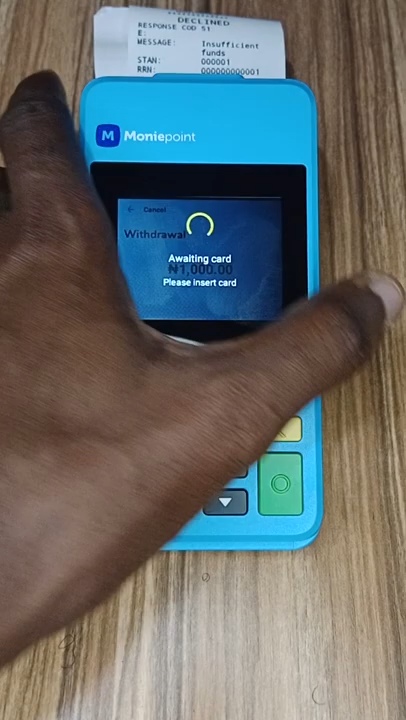 DECLINED
RESPONSE COD 51
E:
MESSAGE: Insufficient
funds
STAN: 000001
RRN: 000000000001
M Moniepoint
← Cancel
Withdrawal
Awaiting card
₦1,000.00
Please insert card